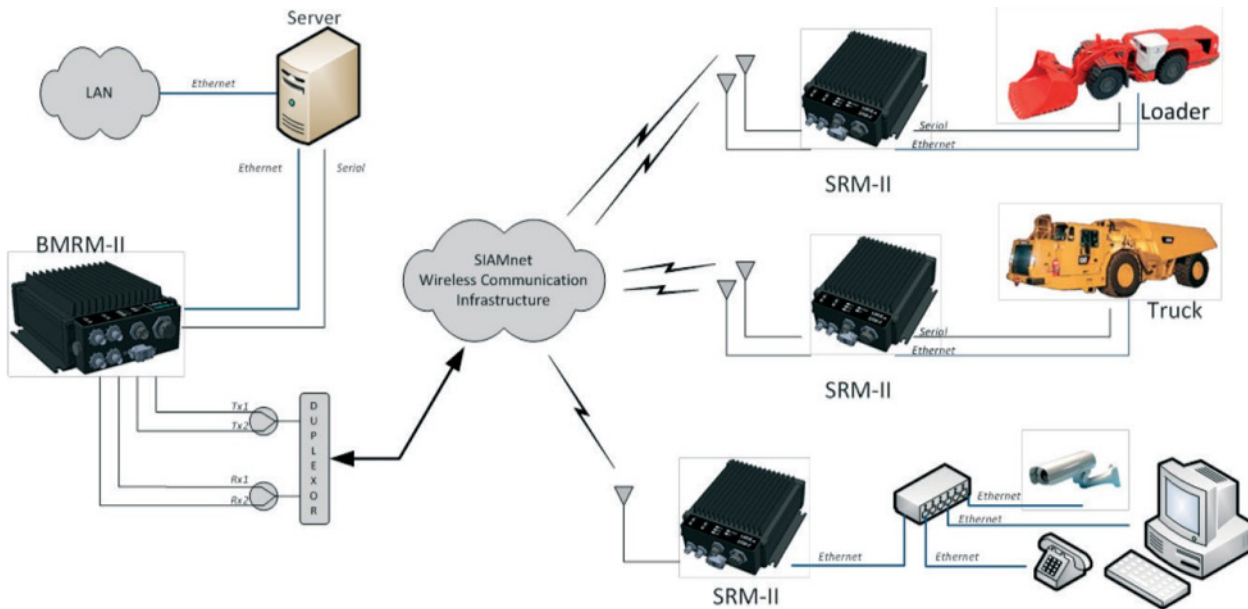 Server
LAN
Ethernet
Ethernet
Serial
BMRM-II
Tx1
Tx2
Rx1
Rx2
DUPLEXOR
SIAMnet
Wireless Communication
Infrastructure
Serial
Ethernet
SRM-II
Loader
Serial
Ethernet
SRM-II
Truck
SRM-II
Ethernet
Ethernet
Ethernet
Ethernet